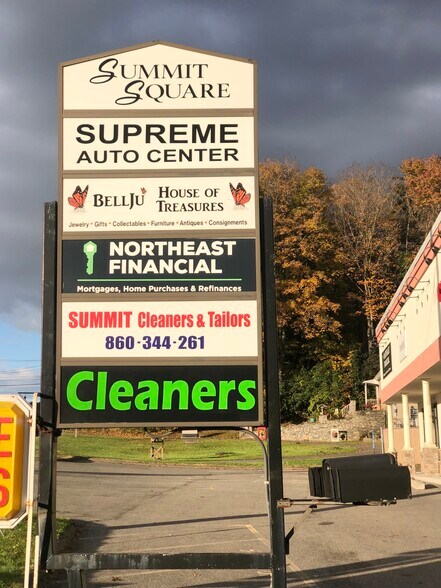 SUMMIT
SQUARE
SUPREME
AUTO CENTER
BELLJU HOUSE OF
TREASURES
Jewelry • Gifts • Collectables • Furniture • Antiques • Consignments
NORTHEAST
FINANCIAL
Mortgages, Home Purchases & Refinances
SUMMIT Cleaners & Tailors
860-344-261
Cleaners